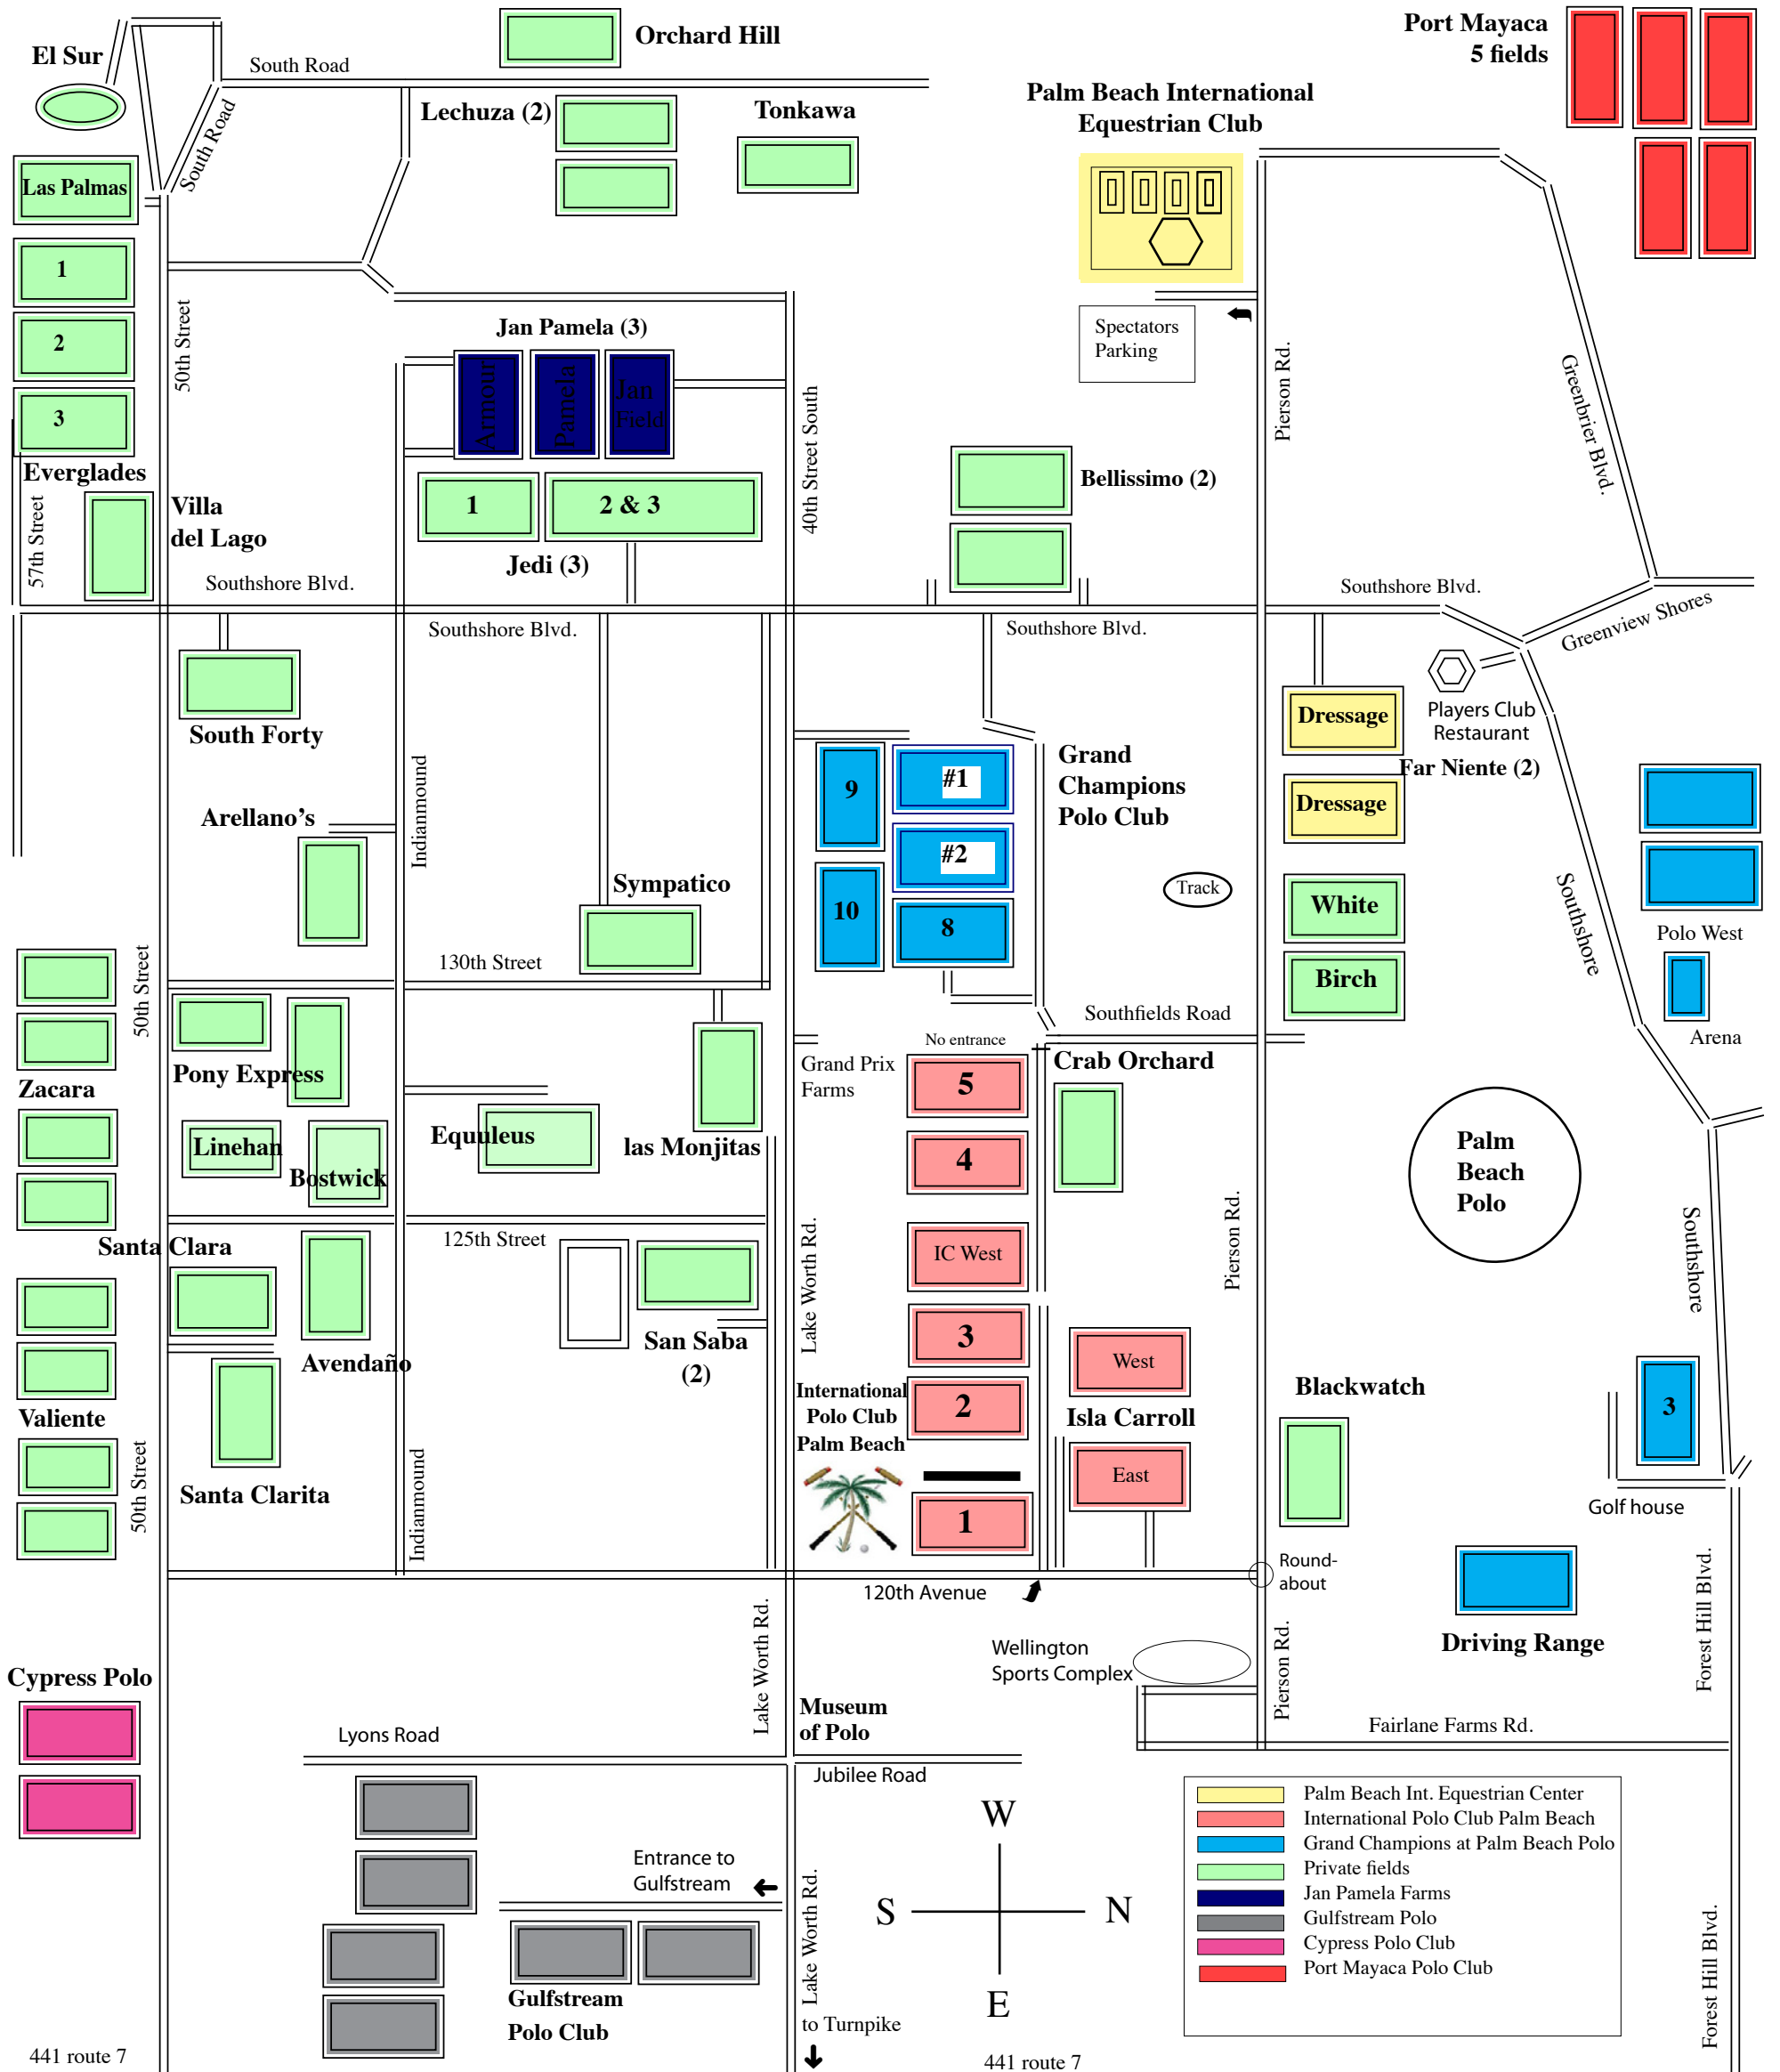 El Sur
South Road
Orchard Hill
Port Mayaca
5 fields
South Road
Lechuza (2)
Tonkawa
Palm Beach International
Equestrian Club
Las Palmas
1
2
3
Everglades
50th Street
57th Street
Villa
del Lago
Jan Pamela (3)
Armour
Pamela
Jan
Field
1
2 & 3
Jedi (3)
40th Street South
Spectators
Parking
Pierson Rd.
Greenbrier Blvd.
Bellissimo (2)
Southshore Blvd.
Southshore Blvd.
Southshore Blvd.
Southshore Blvd.
Greenview Shores
South Forty
Indianmound
Arellano's
Sympatico
9
#1
#2
10
8
Grand
Champions
Polo Club
Track
Dressage
Dressage
Far Niente (2)
Players Club
Restaurant
White
Birch
Southshore
Polo West
Arena
50th Street
130th Street
Zacara
Pony Express
Linehan
Bostwick
Equuleus
las Monjitas
Grand Prix
Farms
No entrance
Southfields Road
Crab Orchard
5
4
IC West
3
2
1
Palm
Beach
Polo
Santa Clara
125th Street
Avendaño
San Saba
(2)
Lake Worth Rd.
Pierson Rd.
Southshore
International
Polo Club
Palm Beach
West
Isla Carroll
East
Blackwatch
3
Golf house
Valiente
50th Street
Santa Clarita
Indianmound
120th Avenue
Round-
about
Driving Range
Forest Hill Blvd.
Wellington
Sports Complex
Pierson Rd.
Fairlane Farms Rd.
Cypress Polo
Lake Worth Rd.
Museum
of Polo
Lyons Road
Jubilee Road
Entrance to
Gulfstream
Gulfstream
Polo Club
Lake Worth Rd.
to Turnpike
W
S
N
E
Palm Beach Int. Equestrian Center
International Polo Club Palm Beach
Grand Champions at Palm Beach Polo
Private fields
Jan Pamela Farms
Gulfstream Polo
Cypress Polo Club
Port Mayaca Polo Club
Forest Hill Blvd.
441 route 7
441 route 7